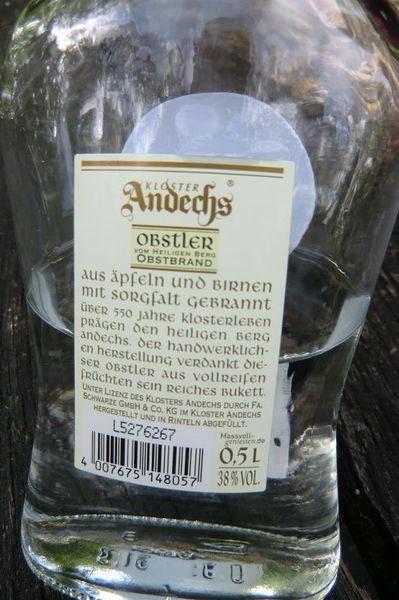 KLOSTER
Andechs®
OBSTLER
VOM HEILIGEN BERG
OBSTBRAND
aus äpfeln und birnen
mit sorgfalt gebrannt
über 550 jahre klosterleben
prägen den heiligen berg
andechs. der handwerklich-
en herstellung verdankt die-
ser obstler aus vollreifen
früchten sein reiches bukett.
UNTER LIZENZ DES KLOSTERS ANDECHS DURCH FA.
SCHWARZE GMBH & CO. KG IM KLOSTER ANDECHS
HERGESTELLT UND IN RINTELN ABGEFÜLLT.
L5276267
4 007675 148057
Massvoll-
geniessen.de
0,5 L
38% VOL.